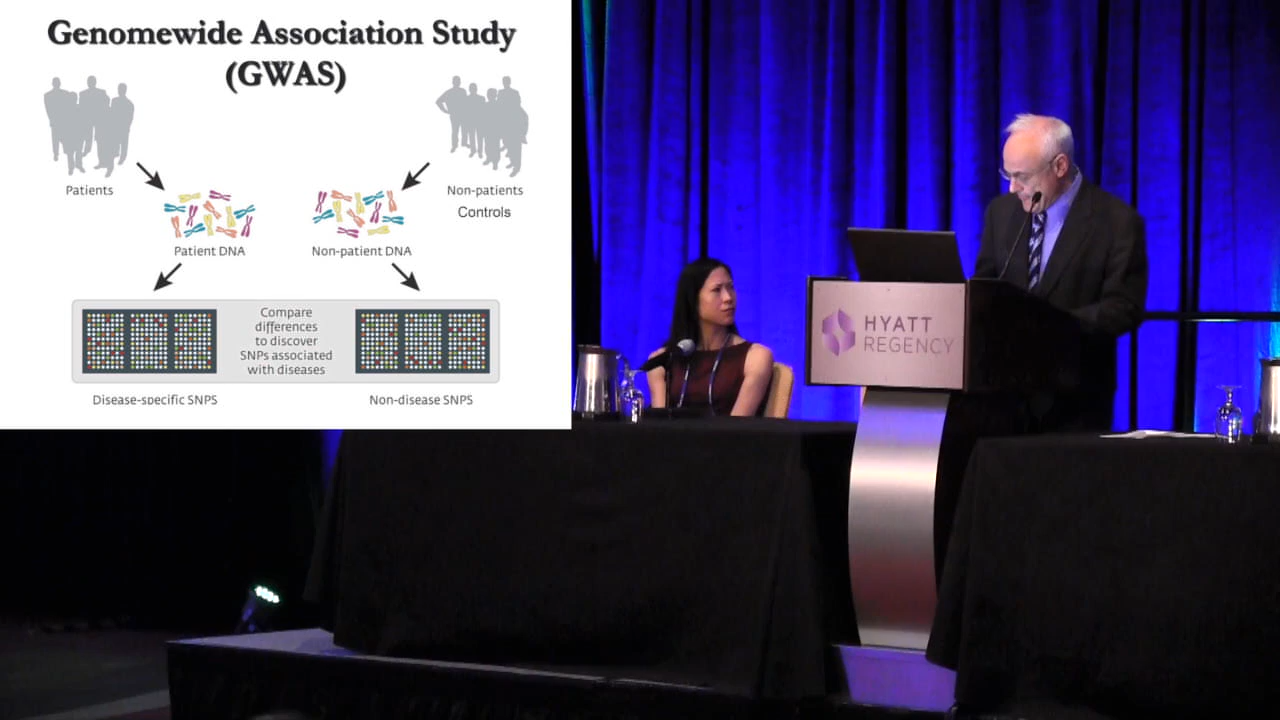 Genomewide Association Study
(GWAS)
Patients
Non-patients
Controls
Patient DNA
Non-patient DNA
Compare
differences
to discover
SNPs associated
with diseases
Disease-specific SNPS
Non-disease SNPS
HYATT
REGENCY